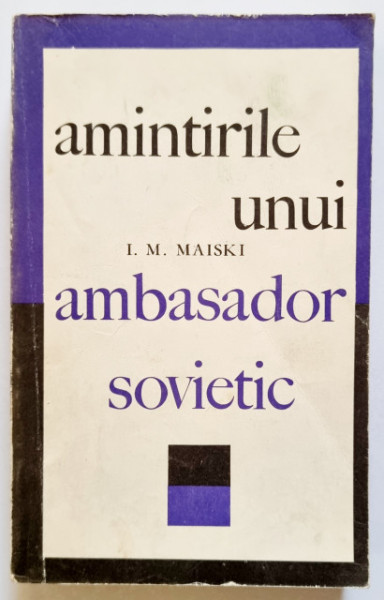 amintirile
unui
I. M. MAISKI
ambasador
sovietic